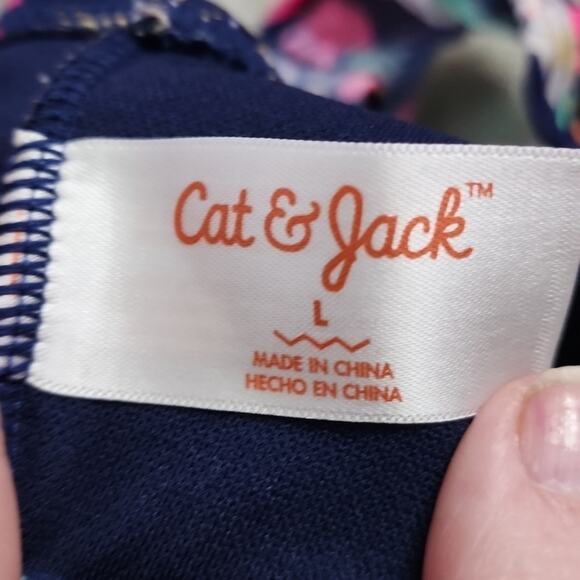 Cat & Jack™
L
MADE IN CHINA
HECHO EN CHINA